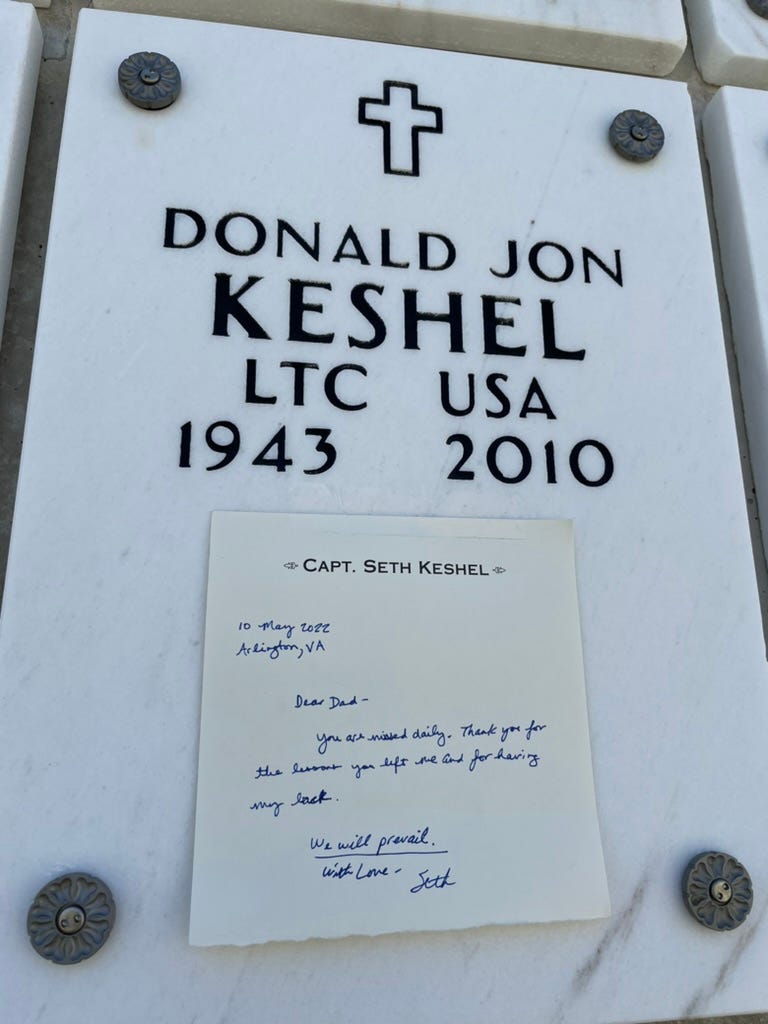 DONALD JON
KESHEL
LTC USA
1943 2010
CAPT. SETH KESHEL
10 May 2022
Arlington, VA
Dear Dad-
You are missed daily. Thank you for
the lessons you left me and for having
my back.
We will prevail.
With Love-
Seth